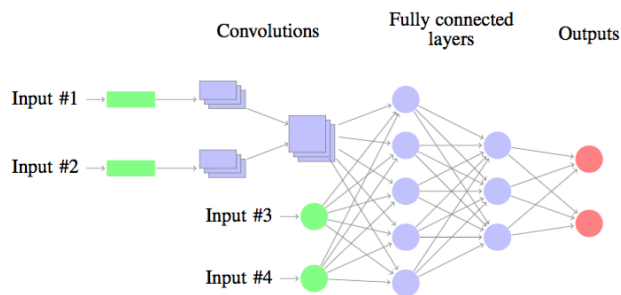 Convolutions
Fully connected
layers
Outputs
Input #1
Input #2
Input #3
Input #4